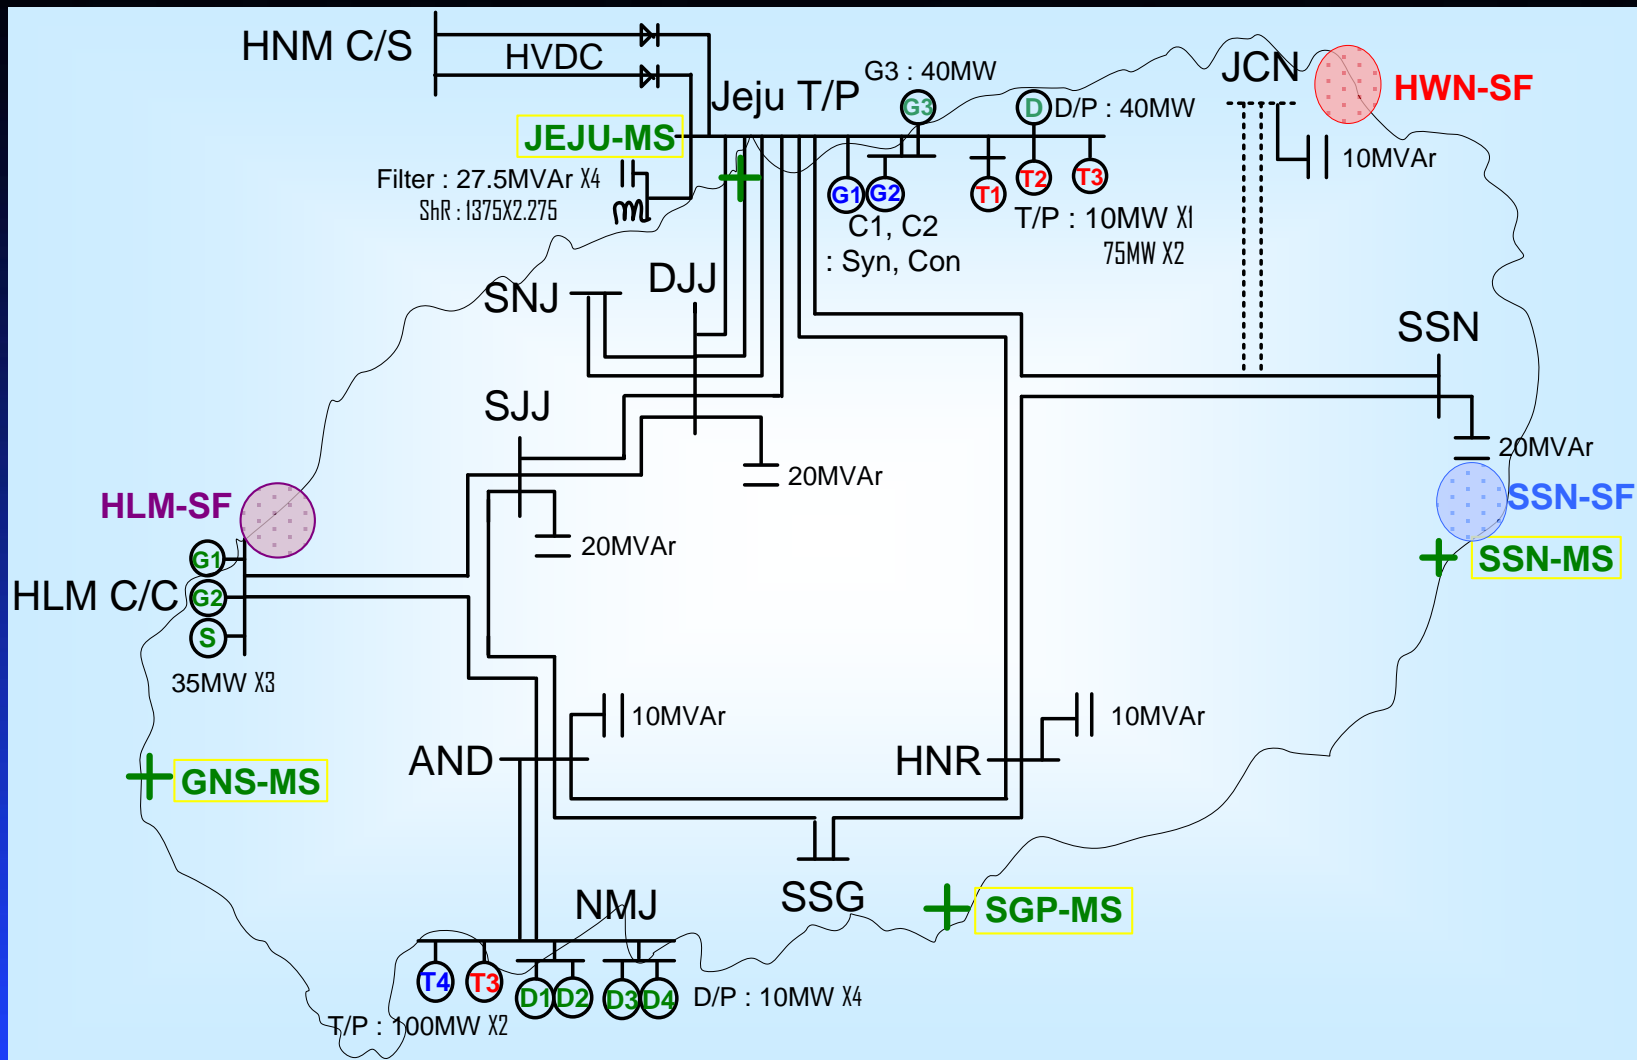 HNM C/S
HVDC
Jeju T/P
G3 : 40MW
G3
D
D/P : 40MW
JCN
HWN-SF
JEJU-MS
10MVAr
Filter : 27.5MVAr X4
ShR : 1375X2.275
G1
G2
T1
T2
T3
C1, C2
: Syn, Con
T/P : 10MW X1
75MW X2
SNJ
DJJ
SSN
SJJ
20MVAr
20MVAr
HLM-SF
SSN-SF
20MVAr
SSN-MS
G1
HLM C/C
G2
S
35MW X3
10MVAr
10MVAr
AND
HNR
GNS-MS
NMJ
SSG
SGP-MS
T4
T3
D1
D2
D3
D4
D/P : 10MW X4
T/P : 100MW X2